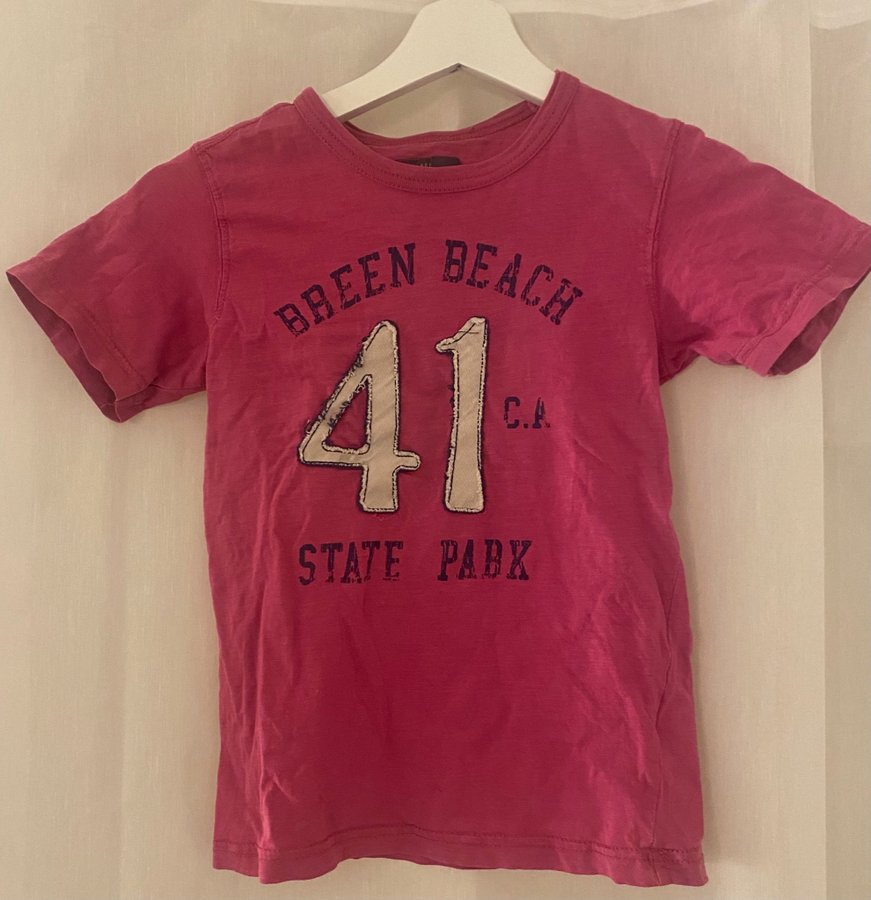 BREEN BEACH
41
C.A
STATE PARK